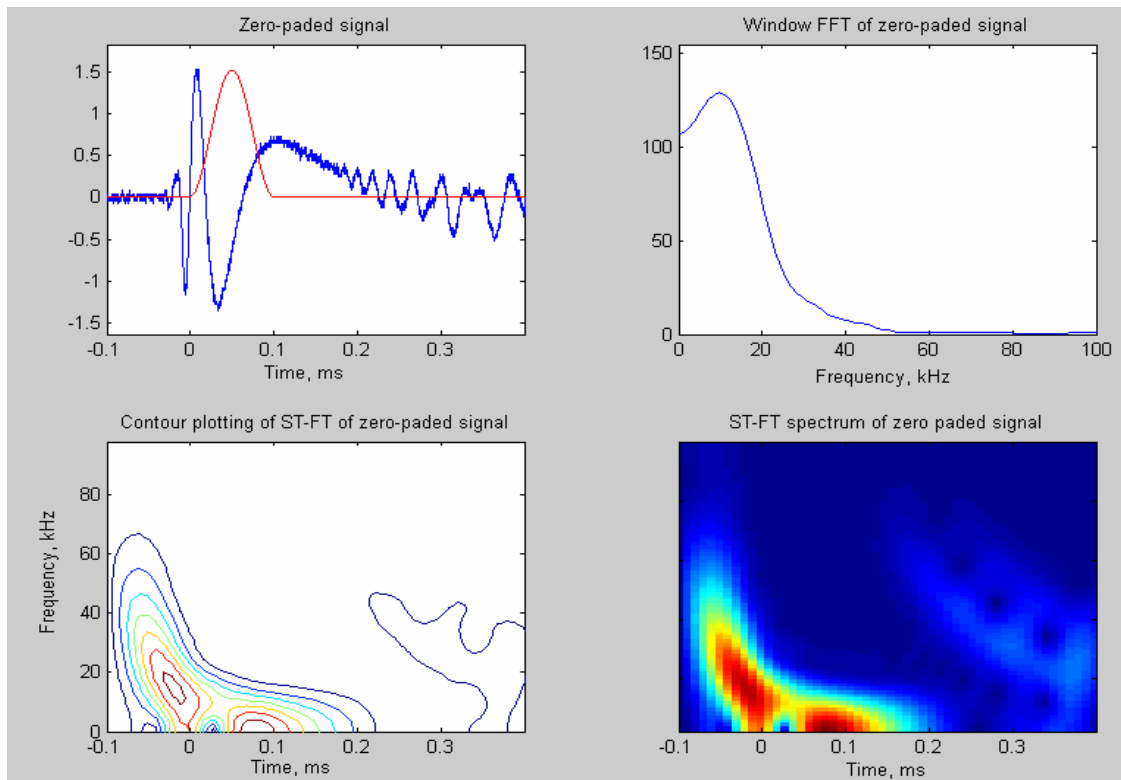 Zero-paded signal
1.5
1
0.5
0
-0.5
-1
-1.5
-0.1 0 0.1 0.2 0.3
Time, ms
Window FFT of zero-paded signal
150
100
50
0
0 20 40 60 80 100
Frequency, kHz
Contour plotting of ST-FT of zero-paded signal
Frequency, kHz
80
60
40
20
0
-0.1 0 0.1 0.2 0.3
Time, ms
ST-FT spectrum of zero paded signal
-0.1 0 0.1 0.2 0.3
Time, ms